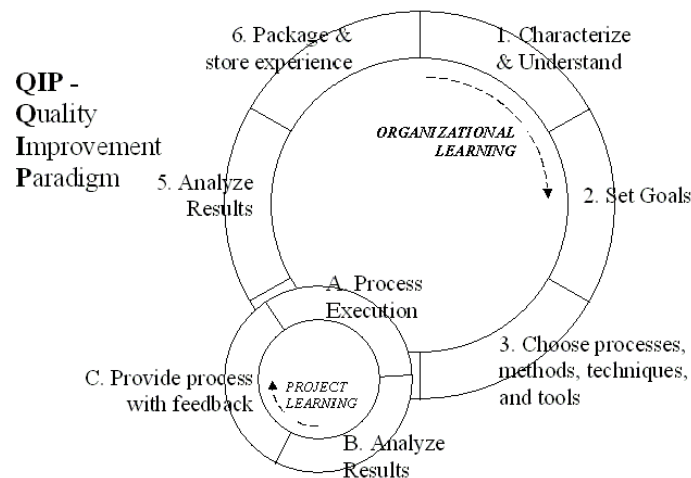 QIP -
Quality
Improvement
Paradigm
6. Package &
store experience
1. Characterize
& Understand
ORGANIZATIONAL
LEARNING
5. Analyze
Results
2. Set Goals
A. Process
Execution
3. Choose processes,
methods, techniques,
and tools
C. Provide process
with feedback
PROJECT
LEARNING
B. Analyze
Results